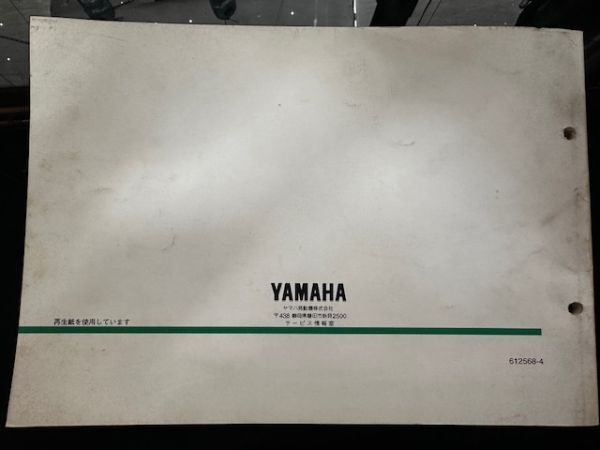 YAMAHA
ヤマハ発動機株式会社
〒438 静岡県磐田市新貝2500
サービス情報室
再生紙を使用しています
612568-4